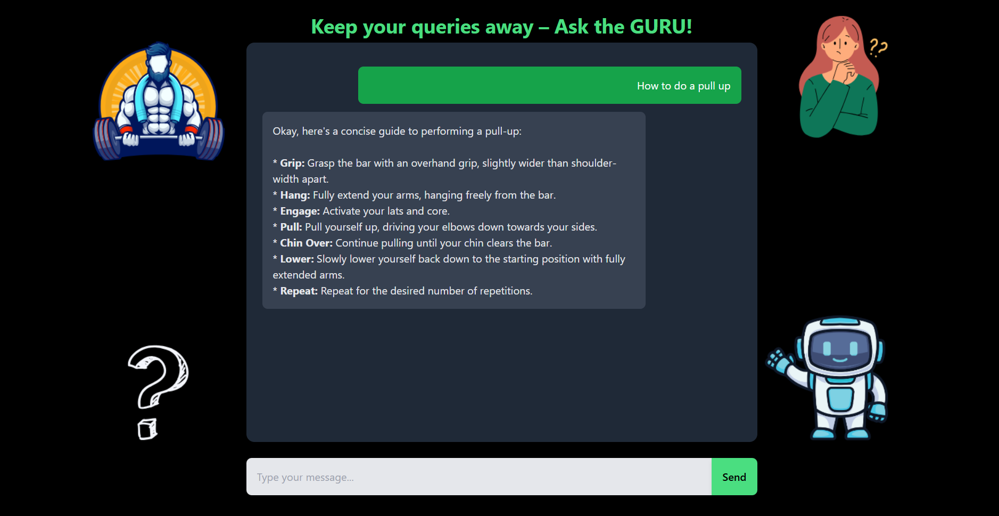 Keep your queries away – Ask the GURU!
??
How to do a pull up
Okay, here's a concise guide to performing a pull-up:
* Grip: Grasp the bar with an overhand grip, slightly wider than shoulder-
width apart.
* Hang: Fully extend your arms, hanging freely from the bar.
* Engage: Activate your lats and core.
* Pull: Pull yourself up, driving your elbows down towards your sides.
* Chin Over: Continue pulling until your chin clears the bar.
* Lower: Slowly lower yourself back down to the starting position with fully
extended arms.
* Repeat: Repeat for the desired number of repetitions.
?
Type your message...
Send